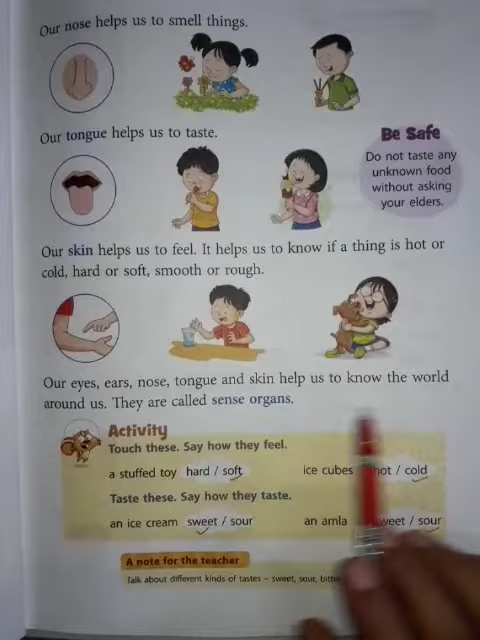 Our nose helps us to smell things.
Our tongue helps us to taste.
Be Safe
Do not taste any
unknown food
without asking
your elders.
Our skin helps us to feel. It helps us to know if a thing is hot or
cold, hard or soft, smooth or rough.
Our eyes, ears, nose, tongue and skin help us to know the world
around us. They are called sense organs.
Activity
Touch these. Say how they feel.
a stuffed toy hard / soft ice cubes hot / cold
Taste these. Say how they taste.
an ice cream sweet / sour an amla sweet / sour
A note for the teacher
Talk about different kinds of tastes – sweet, sour,